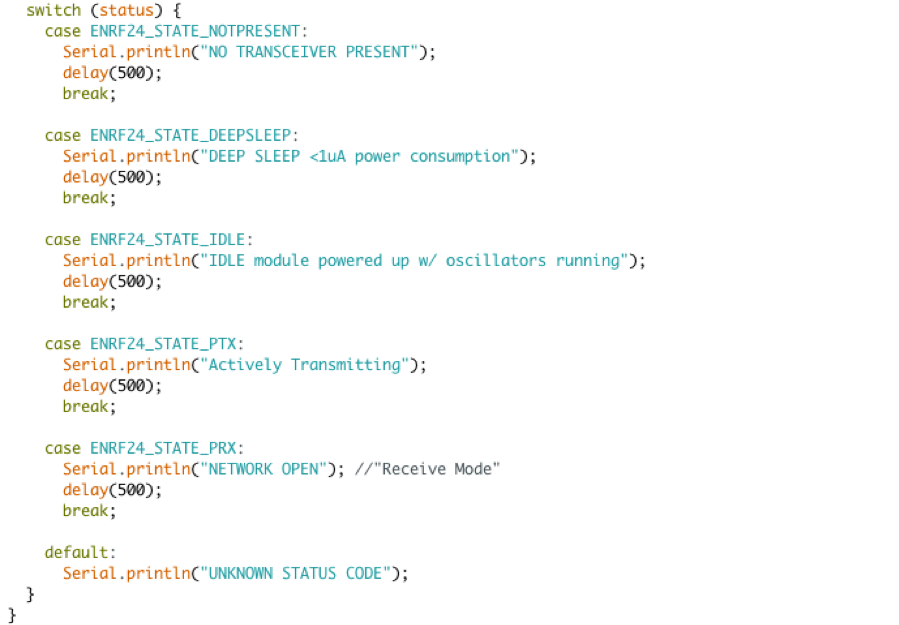 switch (status) {
case ENRF24_STATE_NOTPRESENT:
Serial.println("NO TRANSCEIVER PRESENT");
delay(500);
break;
case ENRF24_STATE_DEEPSLEEP:
Serial.println("DEEP SLEEP <1uA power consumption");
delay(500);
break;
case ENRF24_STATE_IDLE:
Serial.println("IDLE module powered up w/ oscillators running");
delay(500);
break;
case ENRF24_STATE_PTX:
Serial.println("Actively Transmitting");
delay(500);
break;
case ENRF24_STATE_PRX:
Serial.println("NETWORK OPEN"); //"Receive Mode"
delay(500);
break;
default:
Serial.println("UNKNOWN STATUS CODE");
}
}